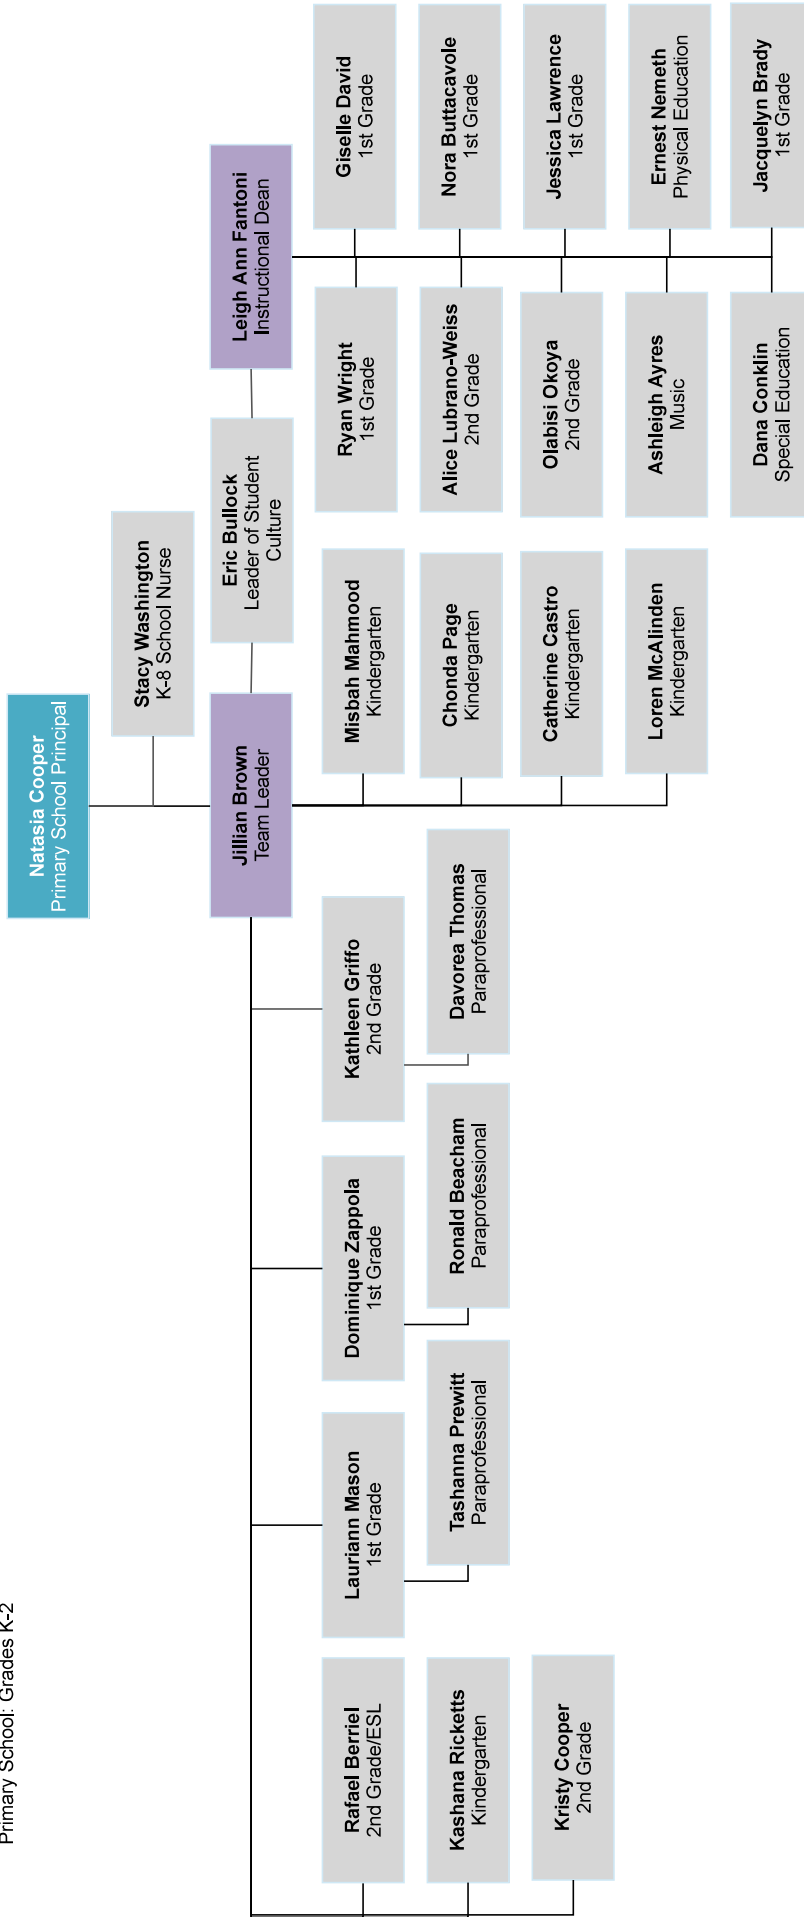 Primary School: Grades K-2
Natasia Cooper
Primary School Principal
Stacy Washington
K-8 School Nurse
Jillian Brown
Team Leader
Eric Bullock
Leader of Student
Culture
Leigh Ann Fantoni
Instructional Dean
Rafael Berriel
2nd Grade/ESL
Kashana Ricketts
Kindergarten
Kristy Cooper
2nd Grade
Lauriann Mason
1st Grade
Tashanna Prewitt
Paraprofessional
Dominique Zappola
1st Grade
Ronald Beacham
Paraprofessional
Kathleen Griffo
2nd Grade
Davorea Thomas
Paraprofessional
Misbah Mahmood
Kindergarten
Chonda Page
Kindergarten
Catherine Castro
Kindergarten
Loren McAlinden
Kindergarten
Ryan Wright
1st Grade
Giselle David
1st Grade
Alice Lubrano-Weiss
2nd Grade
Nora Buttacavole
1st Grade
Olabisi Okoya
2nd Grade
Jessica Lawrence
1st Grade
Ashleigh Ayres
Music
Ernest Nemeth
Physical Education
Dana Conklin
Special Education
Jacquelyn Brady
1st Grade